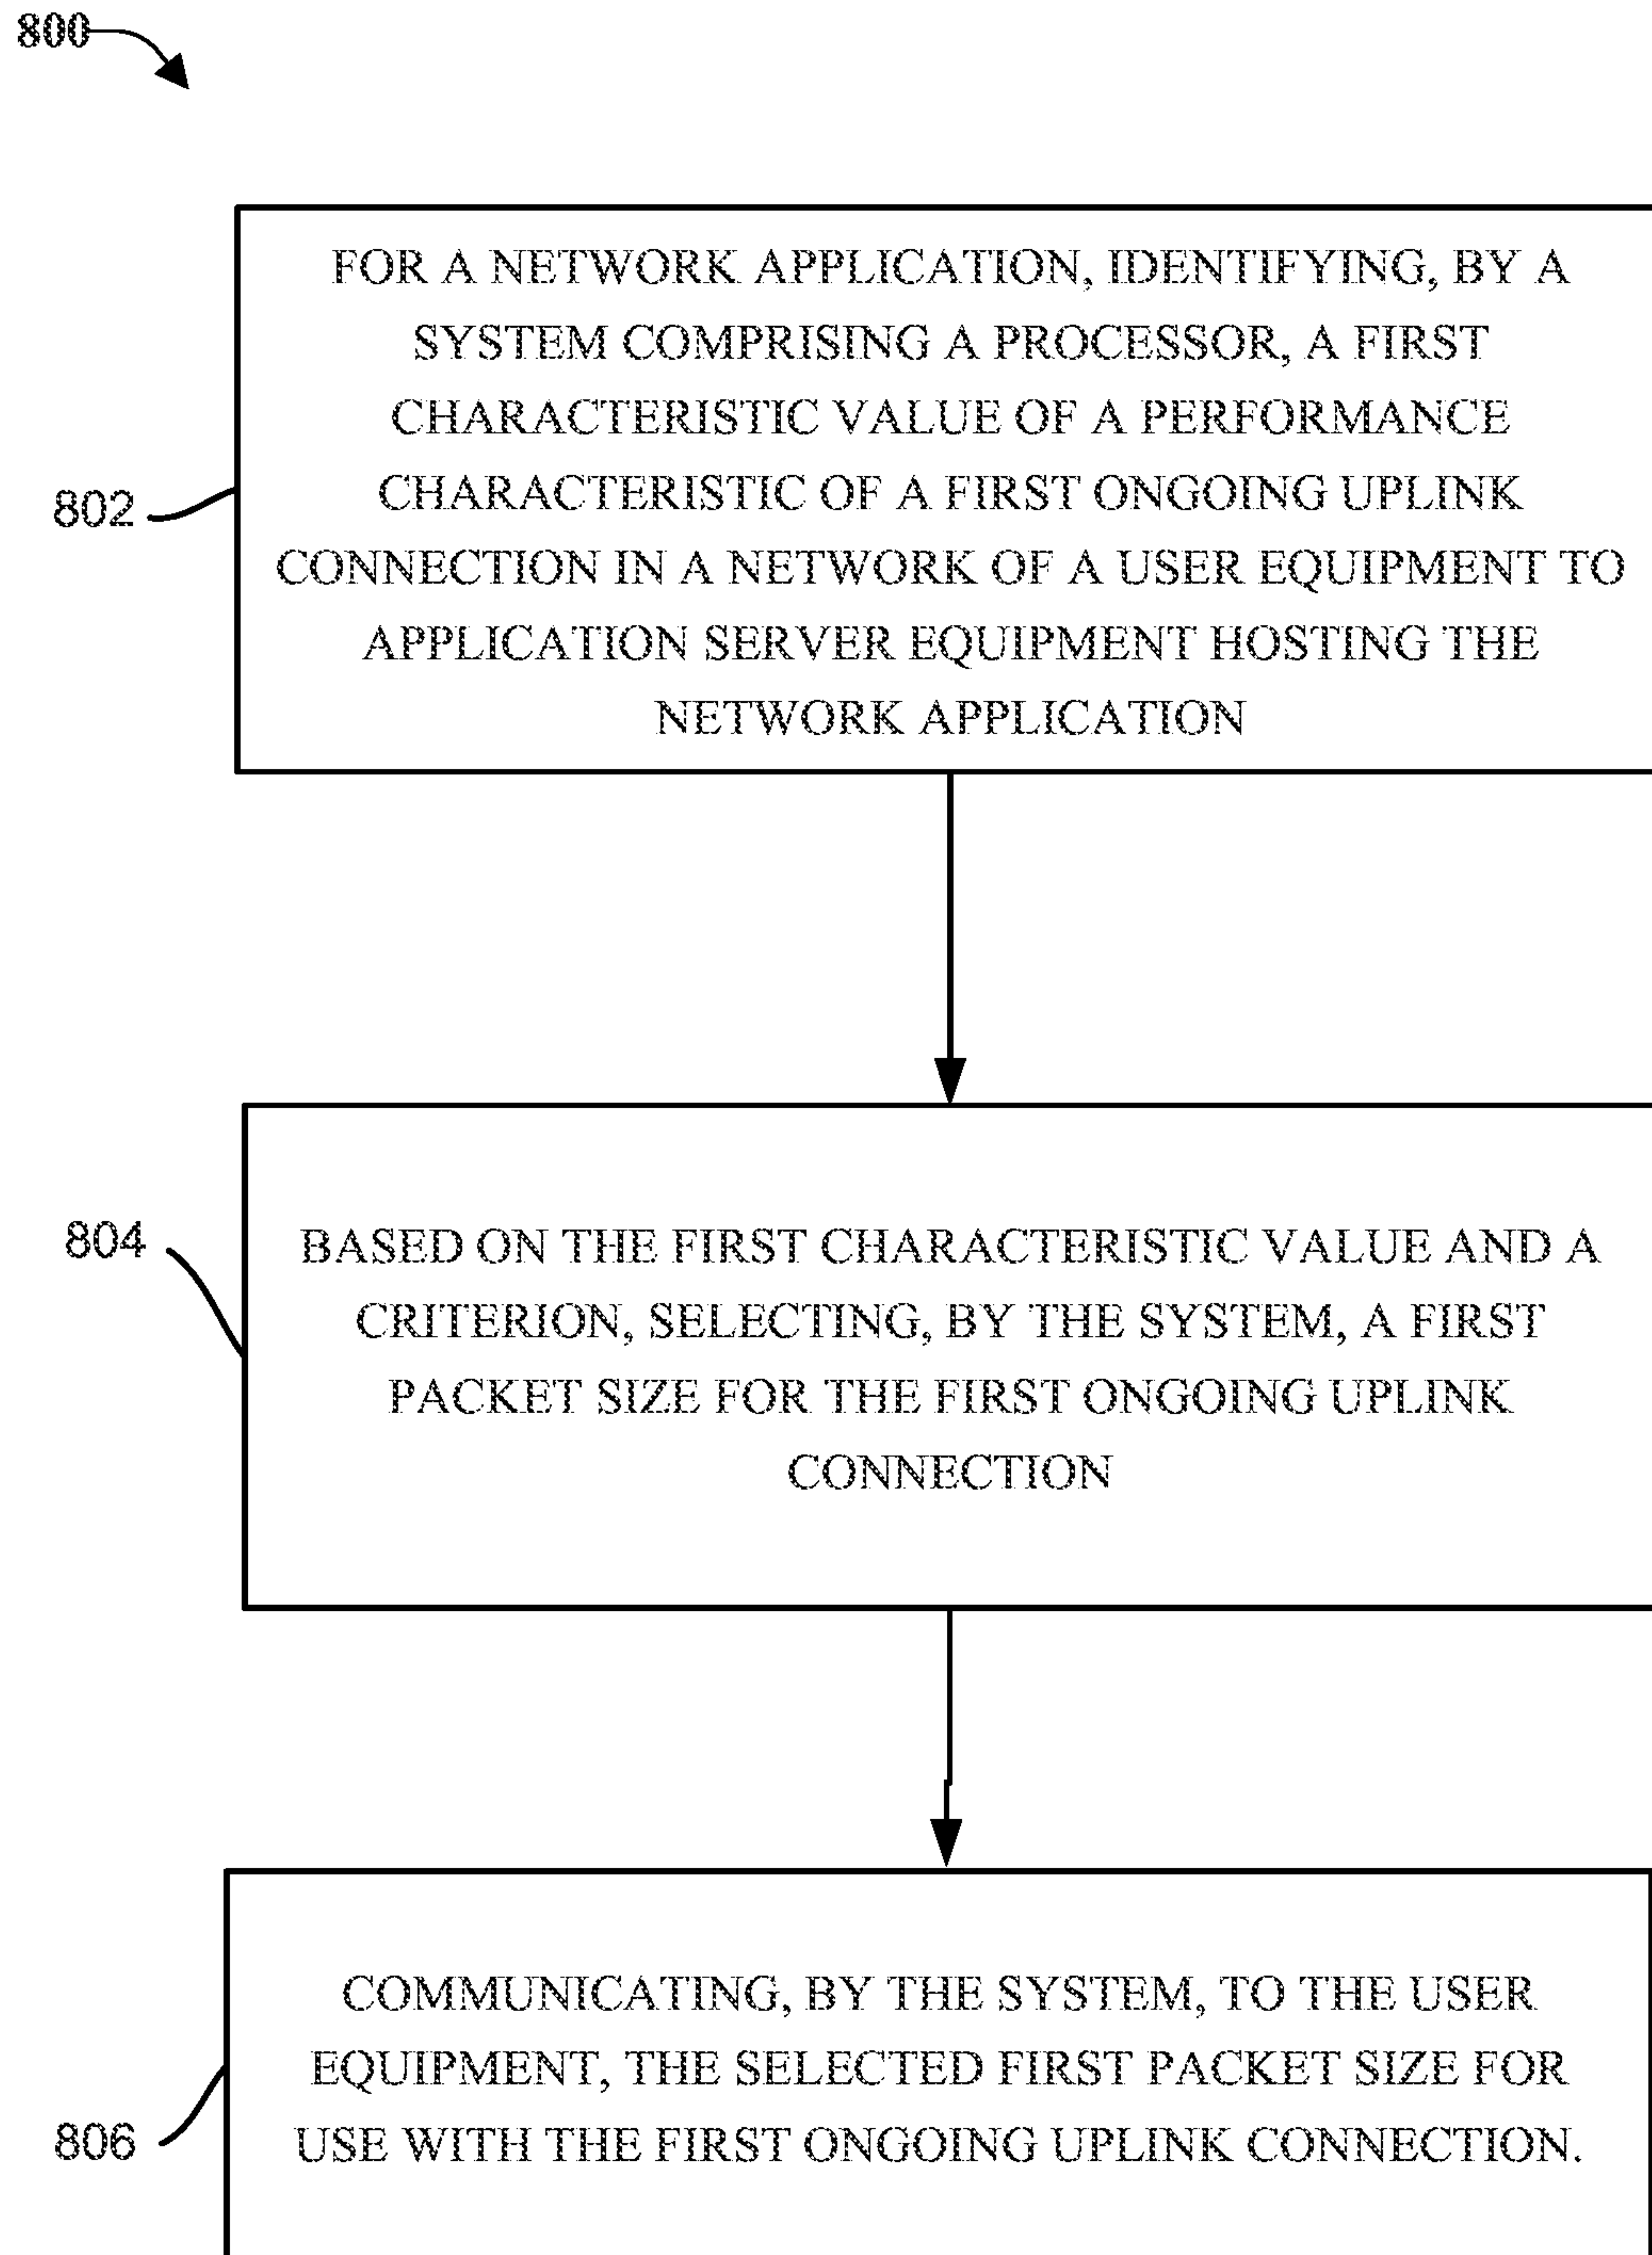 800
FOR A NETWORK APPLICATION, IDENTIFYING, BY A
SYSTEM COMPRISING A PROCESSOR, A FIRST
CHARACTERISTIC VALUE OF A PERFORMANCE
CHARACTERISTIC OF A FIRST ONGOING UPLINK
802
CONNECTION IN A NETWORK OF A USER EQUIPMENT TO
APPLICATION SERVER EQUIPMENT HOSTING THE
NETWORK APPLICATION
804
BASED ON THE FIRST CHARACTERISTIC VALUE AND A
CRITERION, SELECTING, BY THE SYSTEM, A FIRST
PACKET SIZE FOR THE FIRST ONGOING UPLINK
CONNECTION
COMMUNICATING, BY THE SYSTEM, TO THE USER
EQUIPMENT, THE SELECTED FIRST PACKET SIZE FOR
USE WITH THE FIRST ONGOING UPLINK CONNECTION.
806